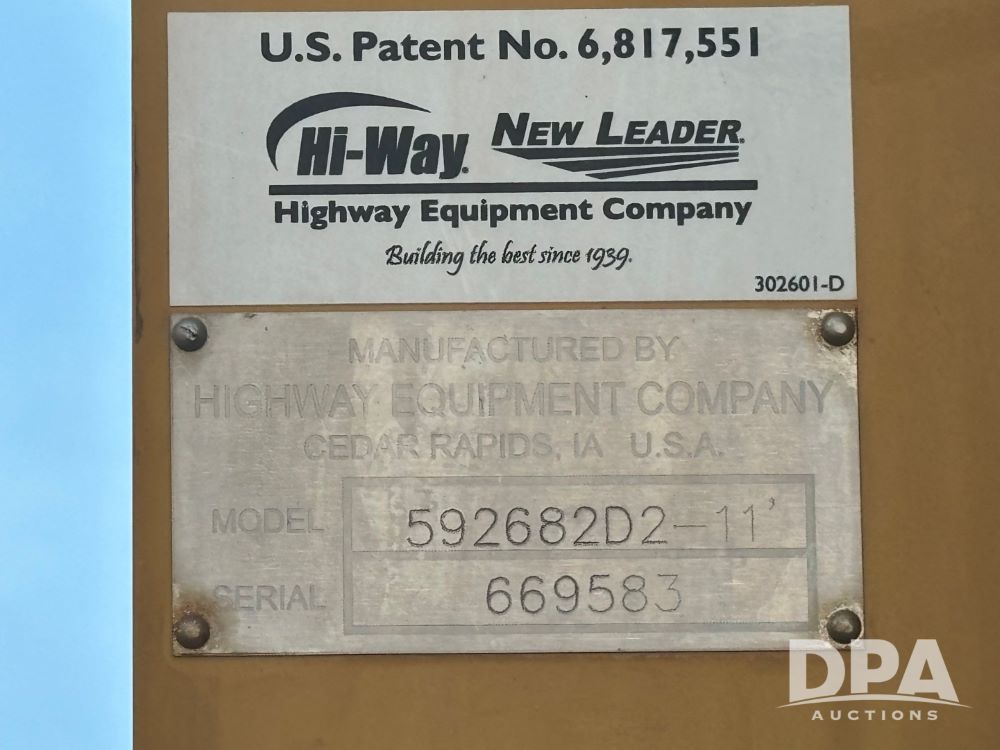 U.S. Patent No. 6,817,551
Hi-Way. NEW LEADER.
Highway Equipment Company
Building the best since 1939.
302601-D
MANUFACTURED BY
HIGHWAY EQUIPMENT COMPANY
CEDAR RAPIDS, IA U.S.A.
MODEL 592682D2-11'
SERIAL 669583
DPA
AUCTIONS